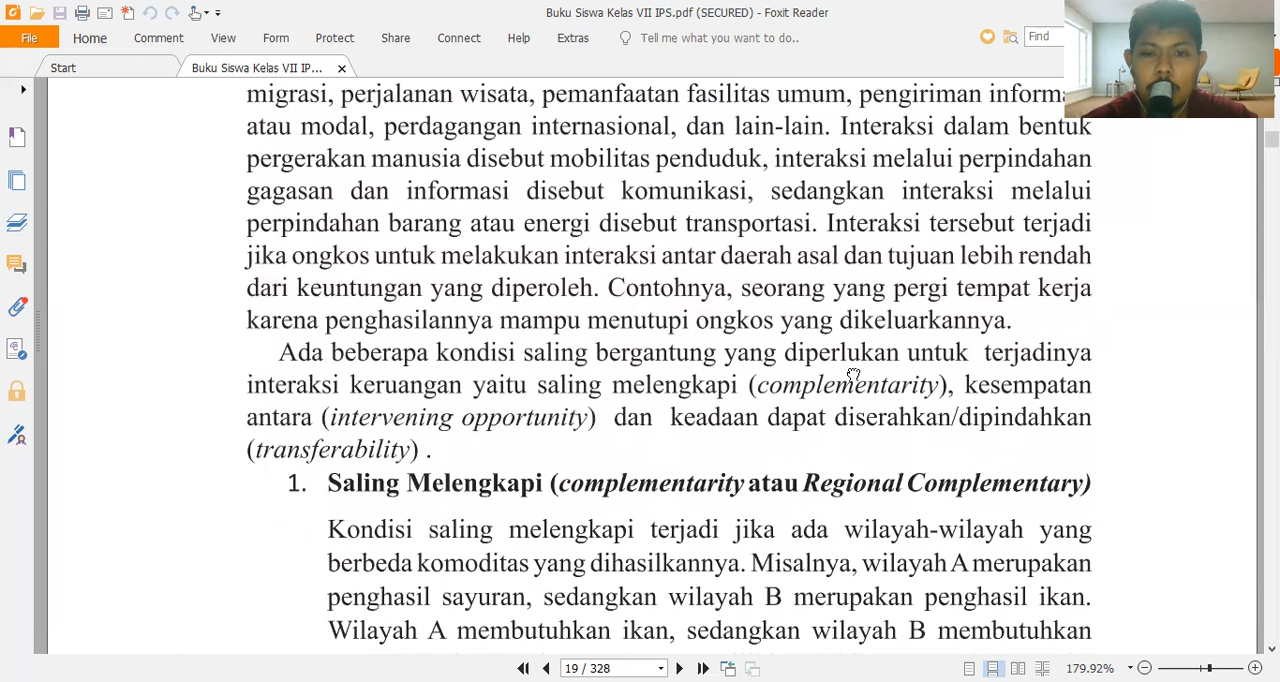 Buku Siswa Kelas VII IPS.pdf (SECURED) - Foxit Reader
File Home Comment View Form Protect Share Connect Help Extras Tell me what you want to do.. Find
Start Buku Siswa Kelas VII IP...
migrasi, perjalanan wisata, pemanfaatan fasilitas umum, pengiriman
atau modal, perdagangan internasional, dan lain-lain. Interaksi dalam bentuk
pergerakan manusia disebut mobilitas penduduk, interaksi melalui perpindahan
gagasan dan informasi disebut komunikasi, sedangkan interaksi melalui
perpindahan barang atau energi disebut transportasi. Interaksi tersebut terjadi
jika ongkos untuk melakukan interaksi antar daerah asal dan tujuan lebih rendah
dari keuntungan yang diperoleh. Contohnya, seorang yang pergi tempat kerja
karena penghasilannya mampu menutupi ongkos yang dikeluarkannya.
Ada beberapa kondisi saling bergantung yang diperlukan untuk terjadinya
interaksi keruangan yaitu saling melengkapi (complementarity), kesempatan
antara (intervening opportunity) dan keadaan dapat diserahkan/dipindahkan
(transferability) .
1. Saling Melengkapi (complementarity atau Regional Complementary)
Kondisi saling melengkapi terjadi jika ada wilayah-wilayah yang
berbeda komoditas yang dihasilkannya. Misalnya, wilayah A merupakan
penghasil sayuran, sedangkan wilayah B merupakan penghasil ikan.
Wilayah A membutuhkan ikan, sedangkan wilayah B membutuhkan
19 / 328 179.92%